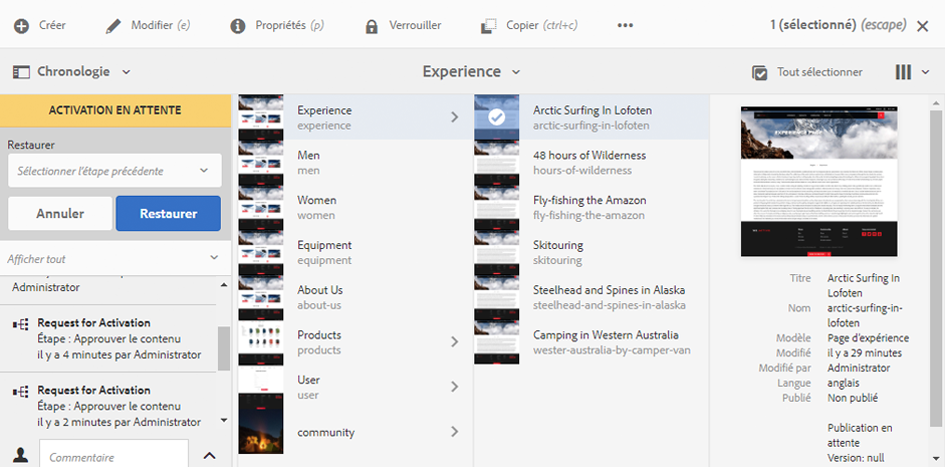 Créer
Modifier (e)
Propriétés (p)
Verrouiller
Copier (ctrl+c)
1 (sélectionné) (escape)
Chronologie
Experience
Tout sélectionner
ACTIVATION EN ATTENTE
Restaurer
Sélectionner l'étape précédente
Annuler
Restaurer
Afficher tout
Administrator
Request for Activation
Étape : Approuver le contenu
il y a 4 minutes par Administrator
Request for Activation
Étape : Approuver le contenu
il y a 2 minutes par Administrator
Commentaire
Experience
experience
Men
men
Women
women
Equipment
equipment
About Us
about-us
Products
products
User
user
community
Arctic Surfing In Lofoten
arctic-surfing-in-lofoten
48 hours of Wilderness
hours-of-wilderness
Fly-fishing the Amazon
fly-fishing-the-amazon
Skitouring
skitouring
Steelhead and Spines in Alaska
steelhead-and-spines-in-alaska
Camping in Western Australia
wester-australia-by-camper-van
Titre Arctic Surfing In
Lofoten
Nom arctic-surfing-in-
lofoten
Modèle Page d'expérience
Modifié il y a 29 minutes
Modifié par Administrator
Langue anglais
Publié Non publié
Publication en
attente
Version: null